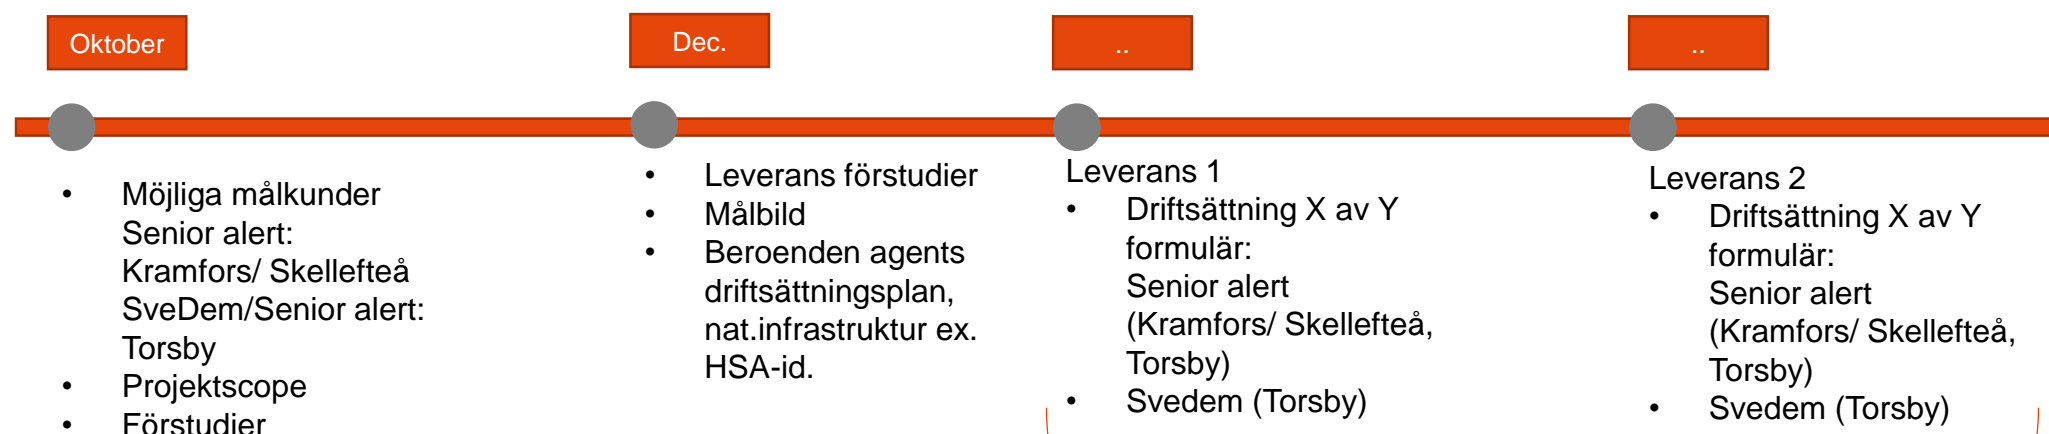 Oktober
Dec.
..
..
• Möjliga målkunder
Senior alert:
Kramfors/ Skellefteå
SveDem/Senior alert:
Torsby
• Projektscope
• Förstudier
• Leverans förstudier
• Målbild
• Beroenden agents
driftsättningsplan,
nat.infrastruktur ex.
HSA-id.
Leverans 1
• Driftsättning X av Y
formulär:
Senior alert
(Kramfors/ Skellefteå,
Torsby)
• Svedem (Torsby)
Leverans 2
• Driftsättning X av Y
formulär:
Senior alert
(Kramfors/ Skellefteå,
Torsby)
• Svedem (Torsby)